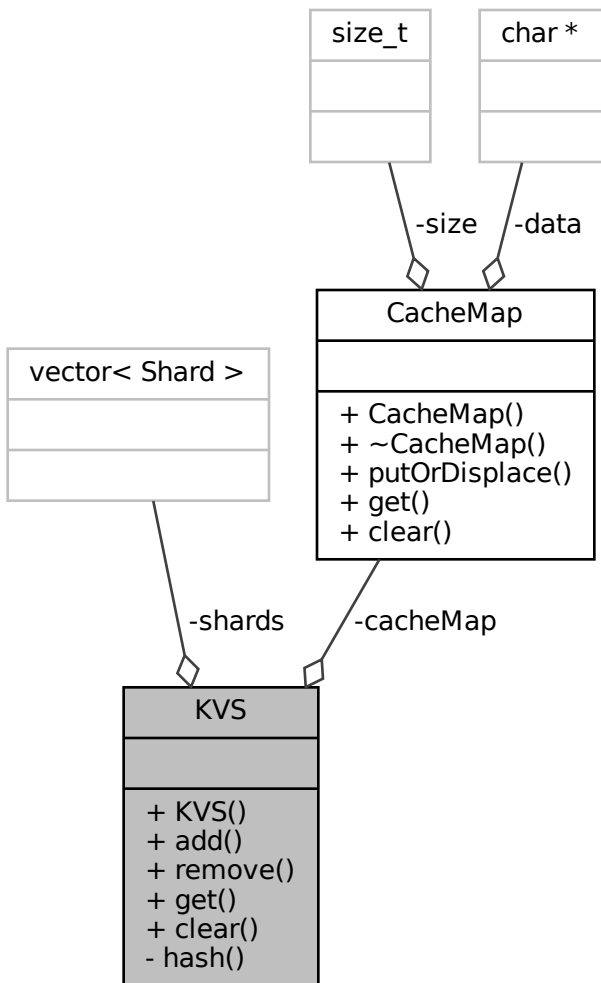 size_t
char *
-size
-data
CacheMap
+ CacheMap()
+ ~CacheMap()
+ putOrDisplace()
+ get()
+ clear()
vector< Shard >
-shards
-cacheMap
KVS
+ KVS()
+ add()
+ remove()
+ get()
+ clear()
- hash()